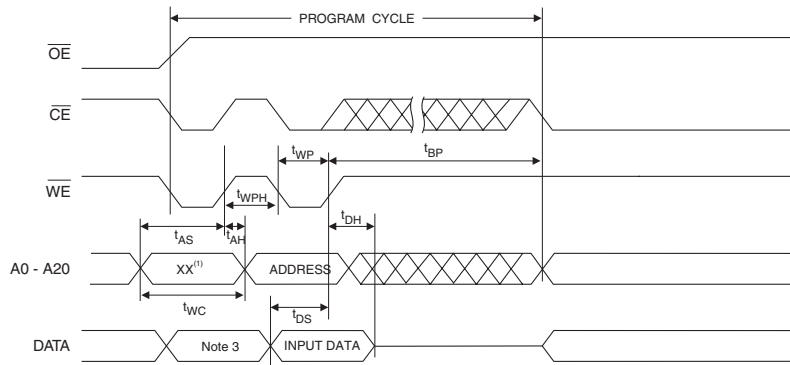 PROGRAM CYCLE
OE
CE
tWP
tBP
WE
tWPH
tDH
tAS
tAH
A0 - A20
XX(1)
ADDRESS
tWC
tDS
DATA
Note 3
INPUT DATA